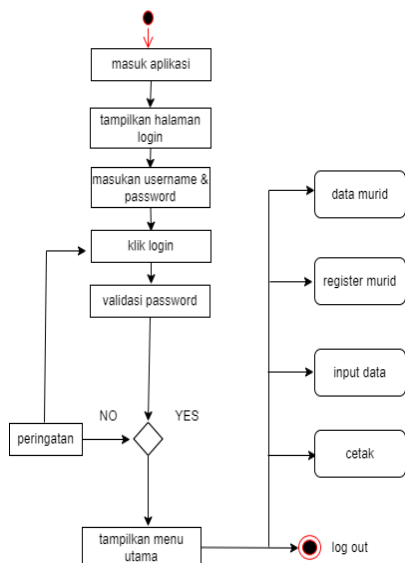 masuk aplikasi
tampilkan halaman
login
masukan username &
password
klik login
validasi password
NO
YES
peringatan
tampilkan menu
utama
data murid
register murid
input data
cetak
log out